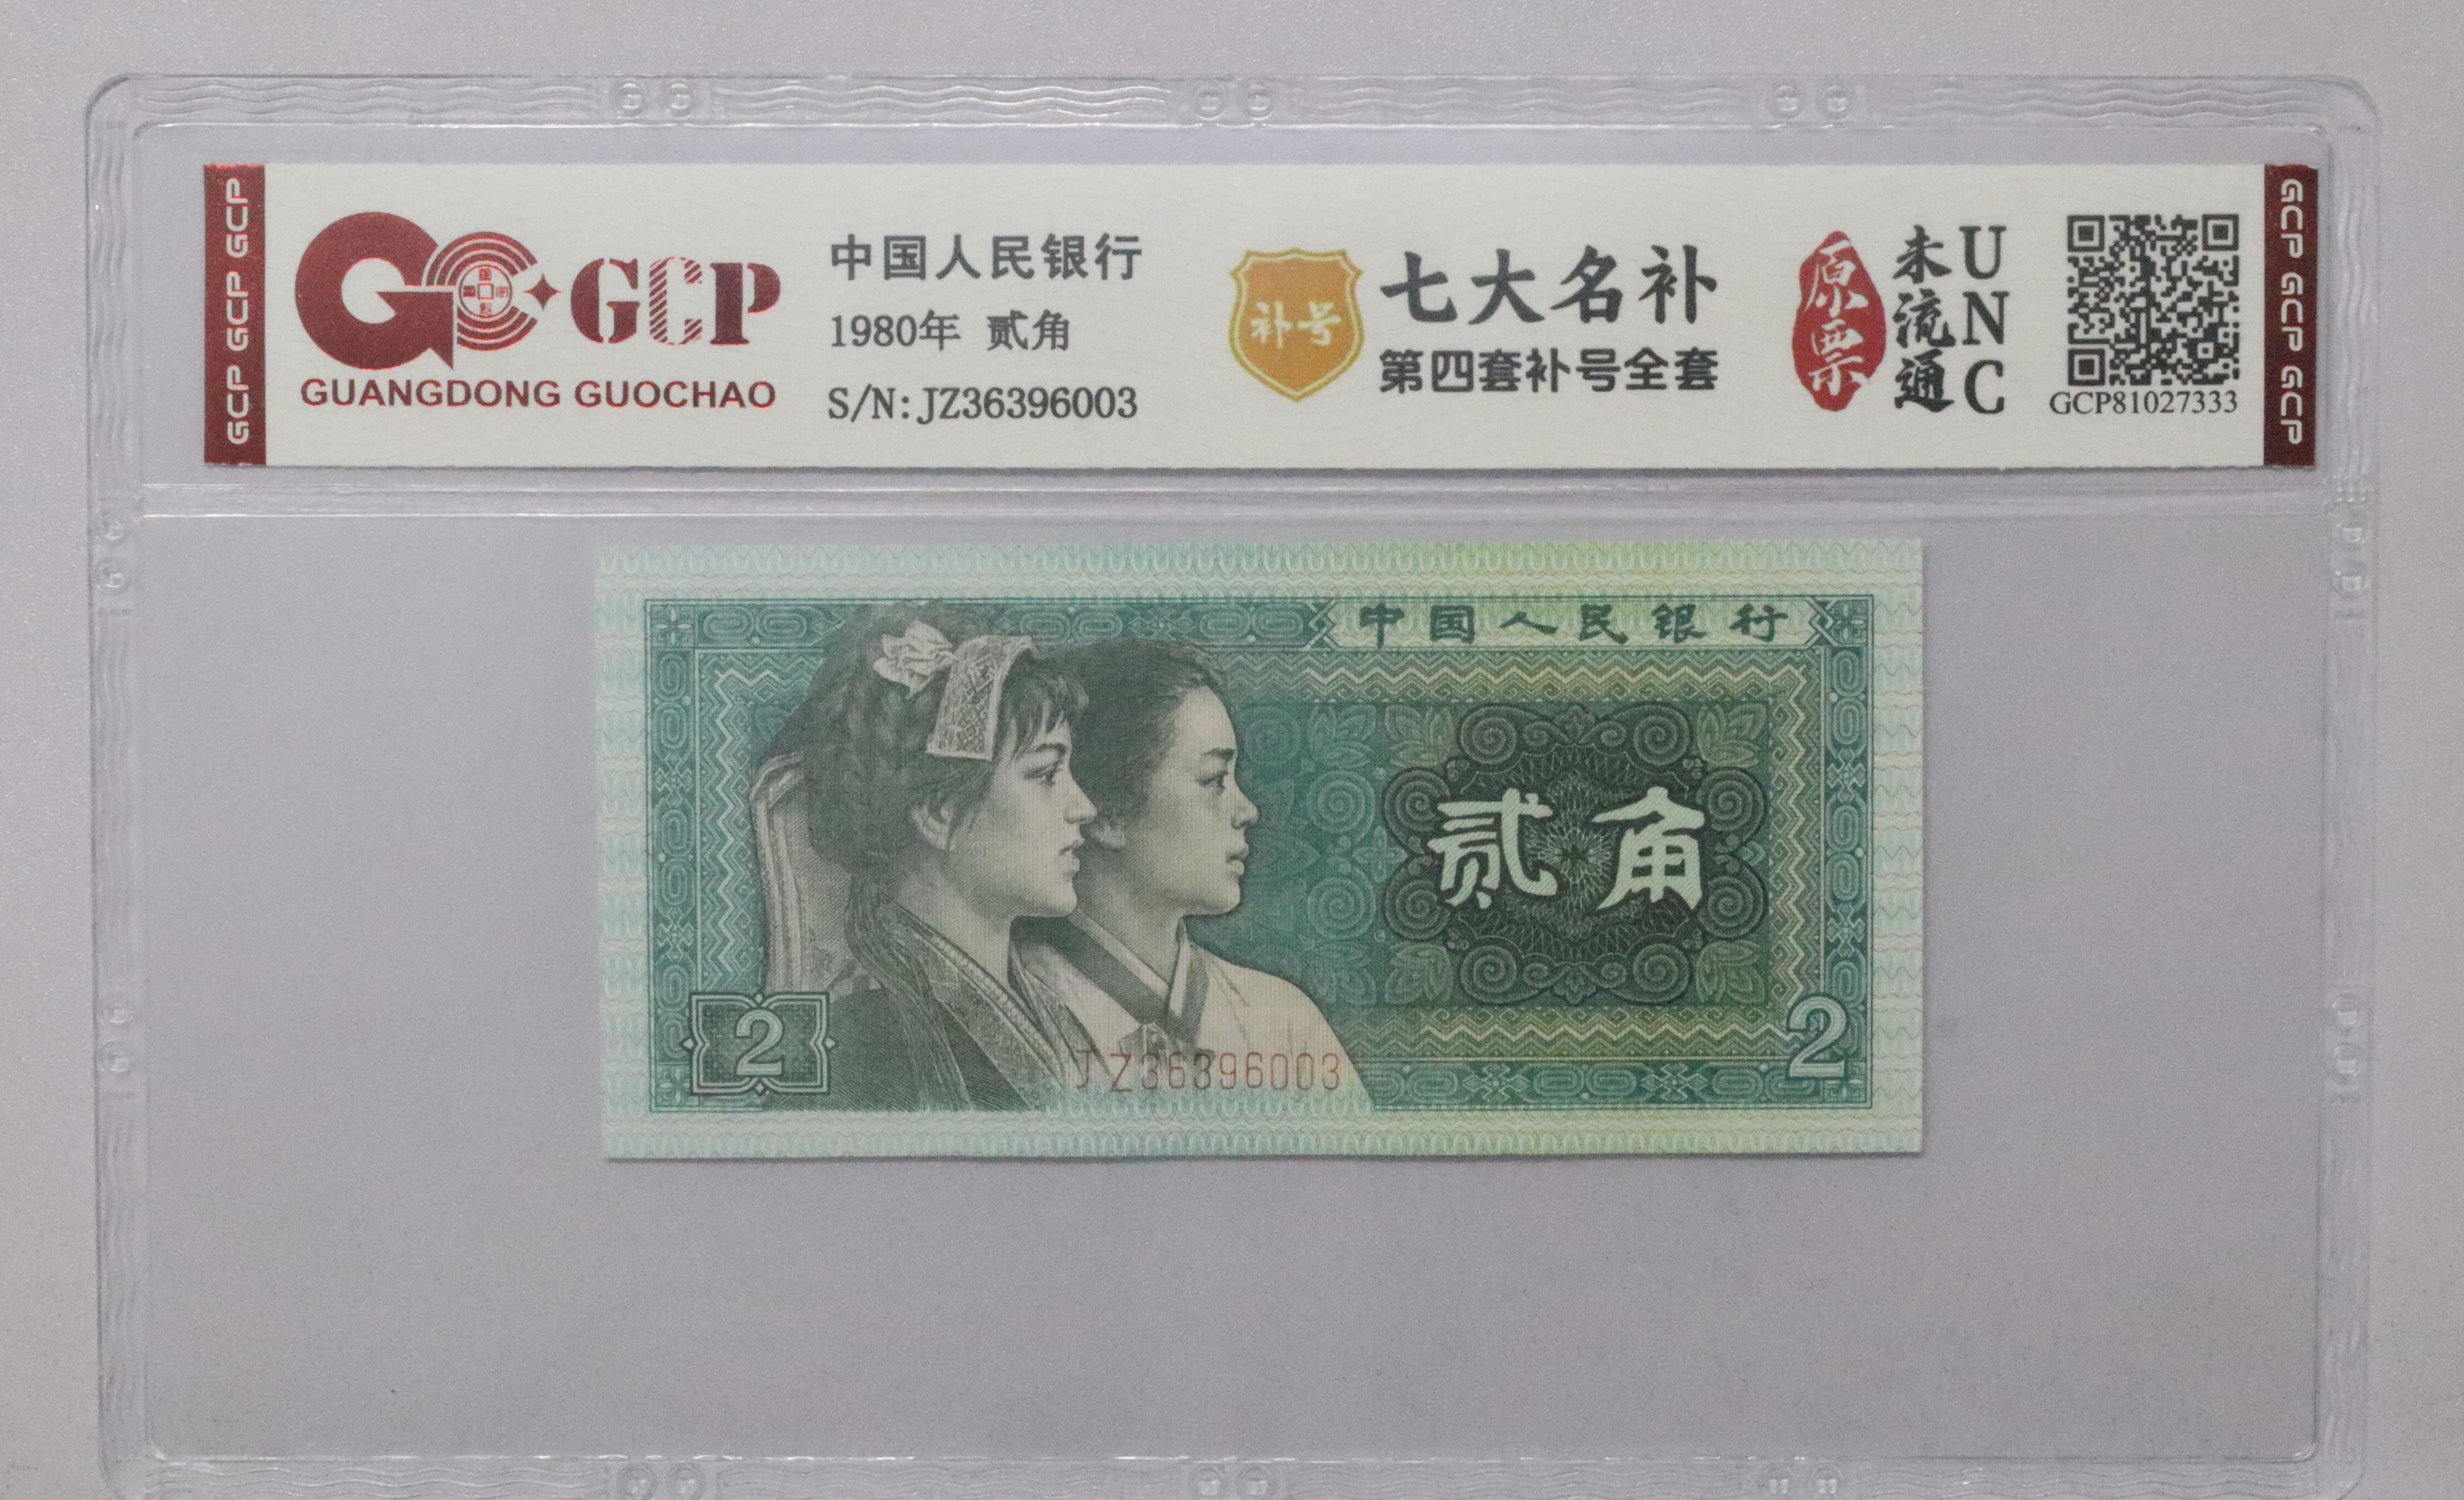 GCP GCP GCP
GCP
GUANGDONG GUOCHAO
中国人民银行
1980年 贰角
S/N:JZ36396003
补号
七大名补
第四套补号全套
原票
未流通
UNC
GCP81027333
GCP GCP GCP
中国人民银行
贰角
2
JZ36396003
2